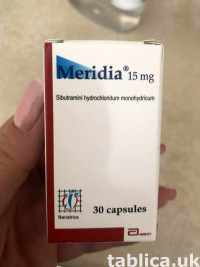 Meridia® 15 mg
Sibutramini hydrochloridum monohydricum
Bariatrics
30 capsules
tablica.uk